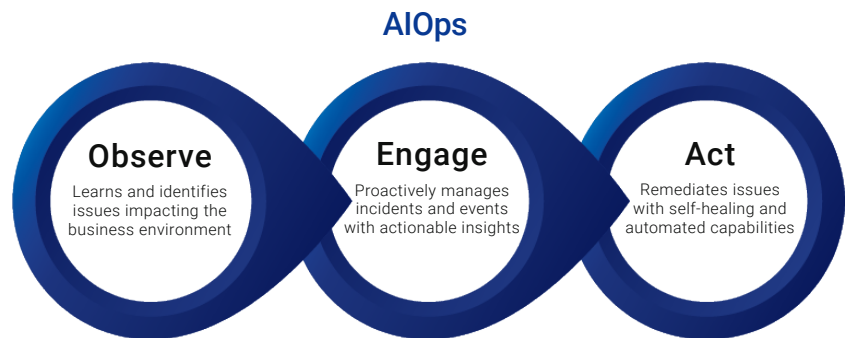 AIOps
Observe
Learns and identifies
issues impacting the
business environment
Engage
Proactively manages
incidents and events
with actionable insights
Act
Remediates issues
with self-healing and
automated capabilities